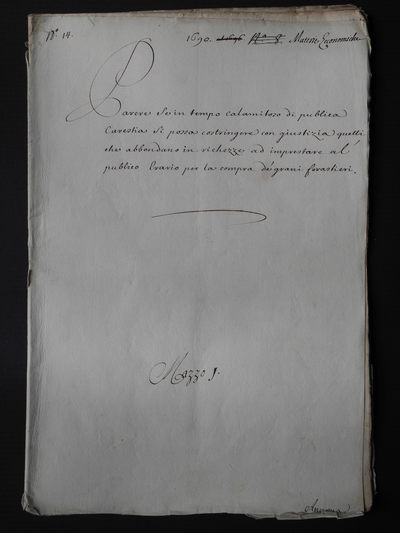 N.º 14.
1690.
Materie Economiche
Parere se in tempo calamitoso di publica
Carestia si possa costringere con giustizia quelli
che abbondano in richezze ad imprestare al
publico Erario per la compra de' grani forastieri.
Mazzo 1.